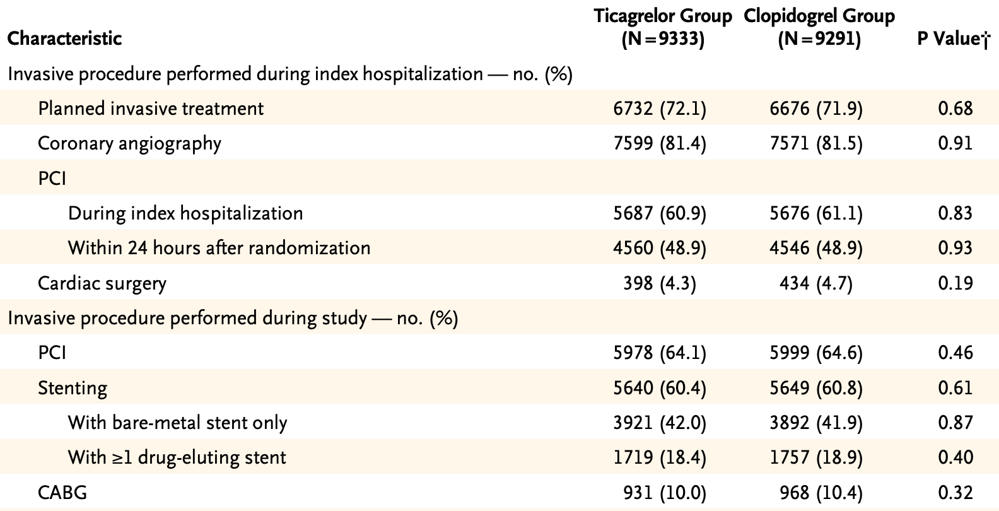 Ticagrelor Group Clopidogrel Group
Characteristic (N=9333) (N=9291) P Value†
Invasive procedure performed during index hospitalization — no. (%)
Planned invasive treatment 6732 (72.1) 6676 (71.9) 0.68
Coronary angiography 7599 (81.4) 7571 (81.5) 0.91
PCI
During index hospitalization 5687 (60.9) 5676 (61.1) 0.83
Within 24 hours after randomization 4560 (48.9) 4546 (48.9) 0.93
Cardiac surgery 398 (4.3) 434 (4.7) 0.19
Invasive procedure performed during study — no. (%)
PCI 5978 (64.1) 5999 (64.6) 0.46
Stenting 5640 (60.4) 5649 (60.8) 0.61
With bare-metal stent only 3921 (42.0) 3892 (41.9) 0.87
With ≥1 drug-eluting stent 1719 (18.4) 1757 (18.9) 0.40
CABG 931 (10.0) 968 (10.4) 0.32